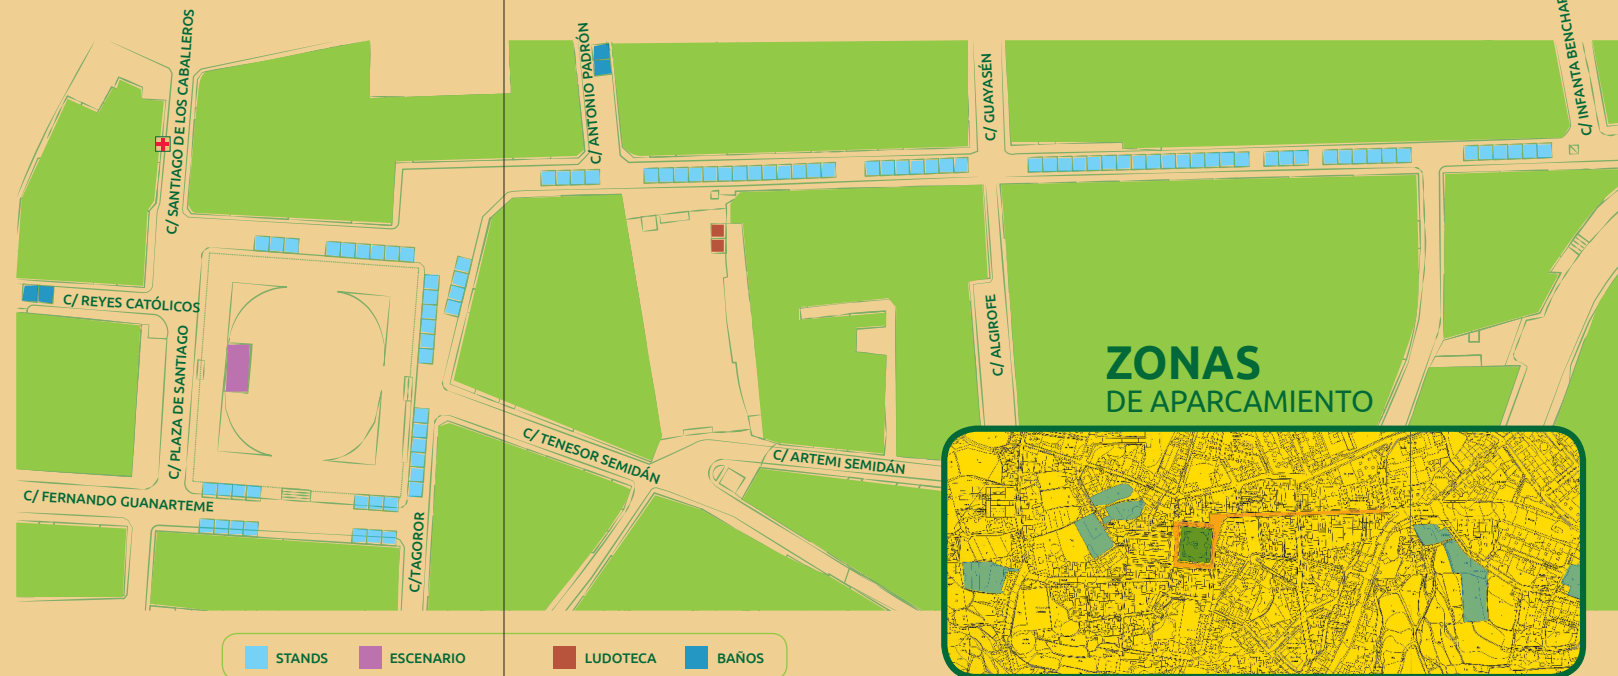 C/ SANTIAGO DE LOS CABALLEROS
C/ ANTONIO PADRÓN
C/ GUAYASÉN
C/ REYES CATÓLICOS
C/ PLAZA DE SANTIAGO
C/ ALGIROFE
C/ TENESOR SEMIDÁN
C/ ARTEMI SEMIDÁN
C/ FERNANDO GUANARTEME
C/TAGOROR
C/ INFANTA
ZONAS
DE APARCAMIENTO
STANDS
ESCENARIO
LUDOTECA
BAÑOS